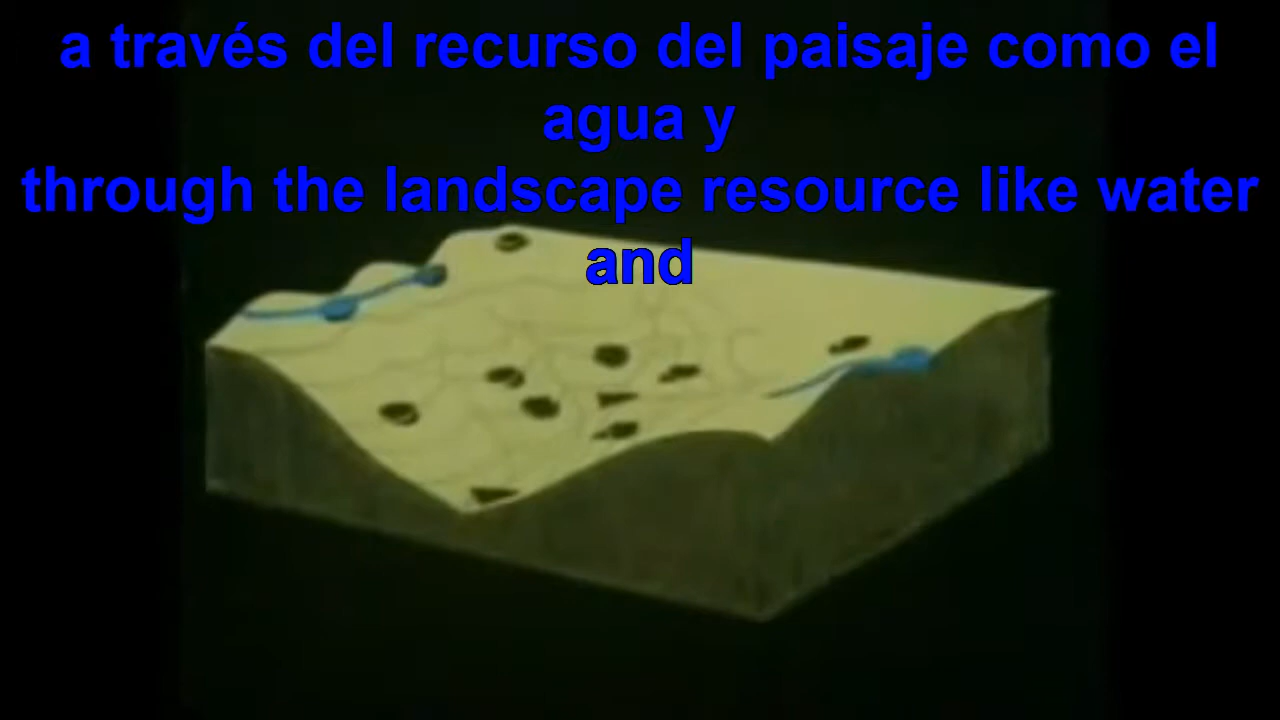 a través del recurso del paisaje como el
agua y
through the landscape resource like water
and